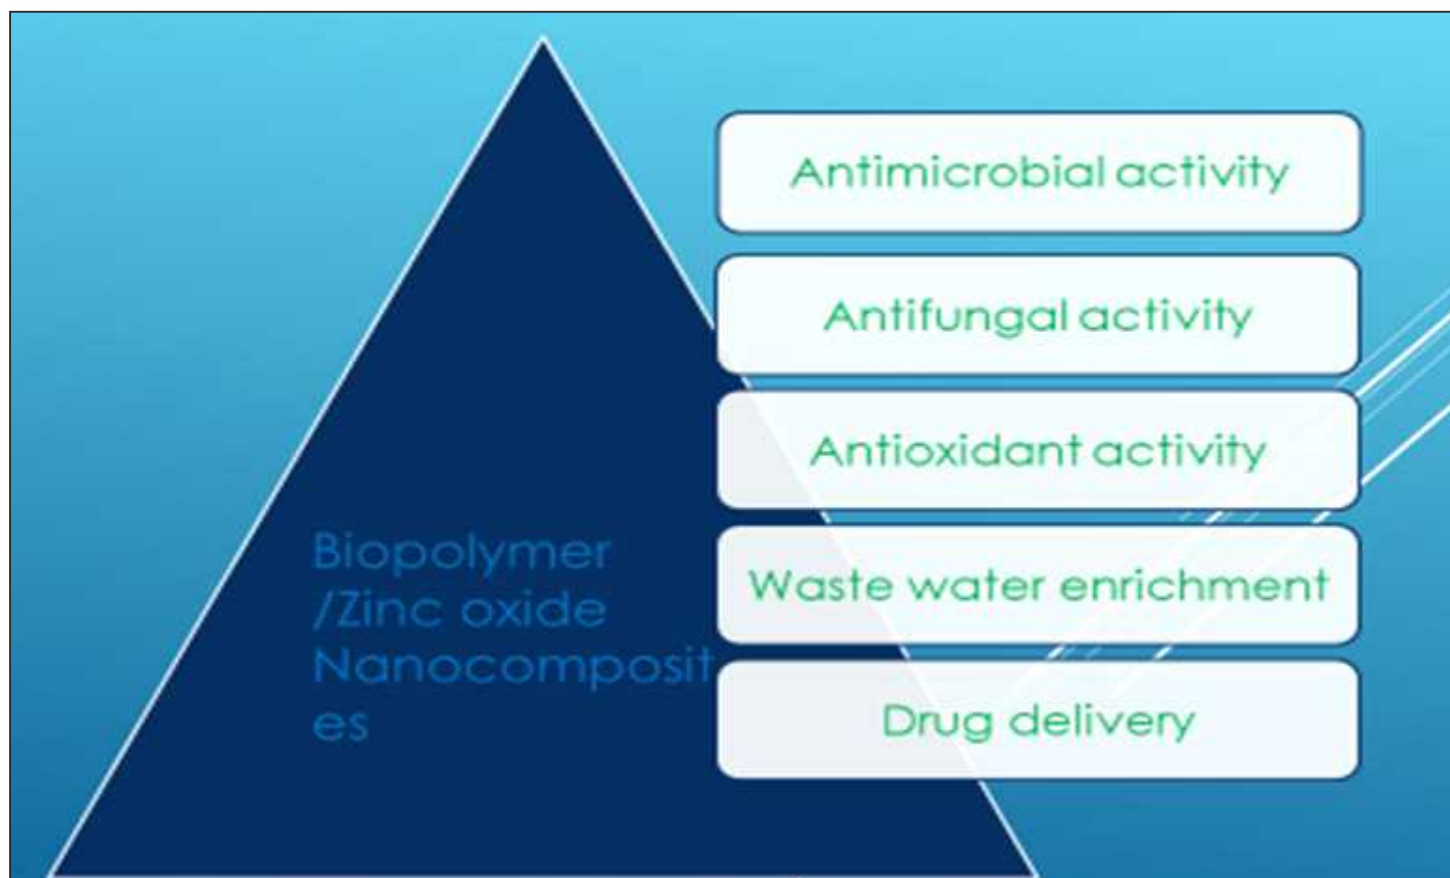 Antimicrobial activity
Antifungal activity
Antioxidant activity
Waste water enrichment
Drug delivery
Biopolymer
/Zinc oxide
Nanocomposit
es